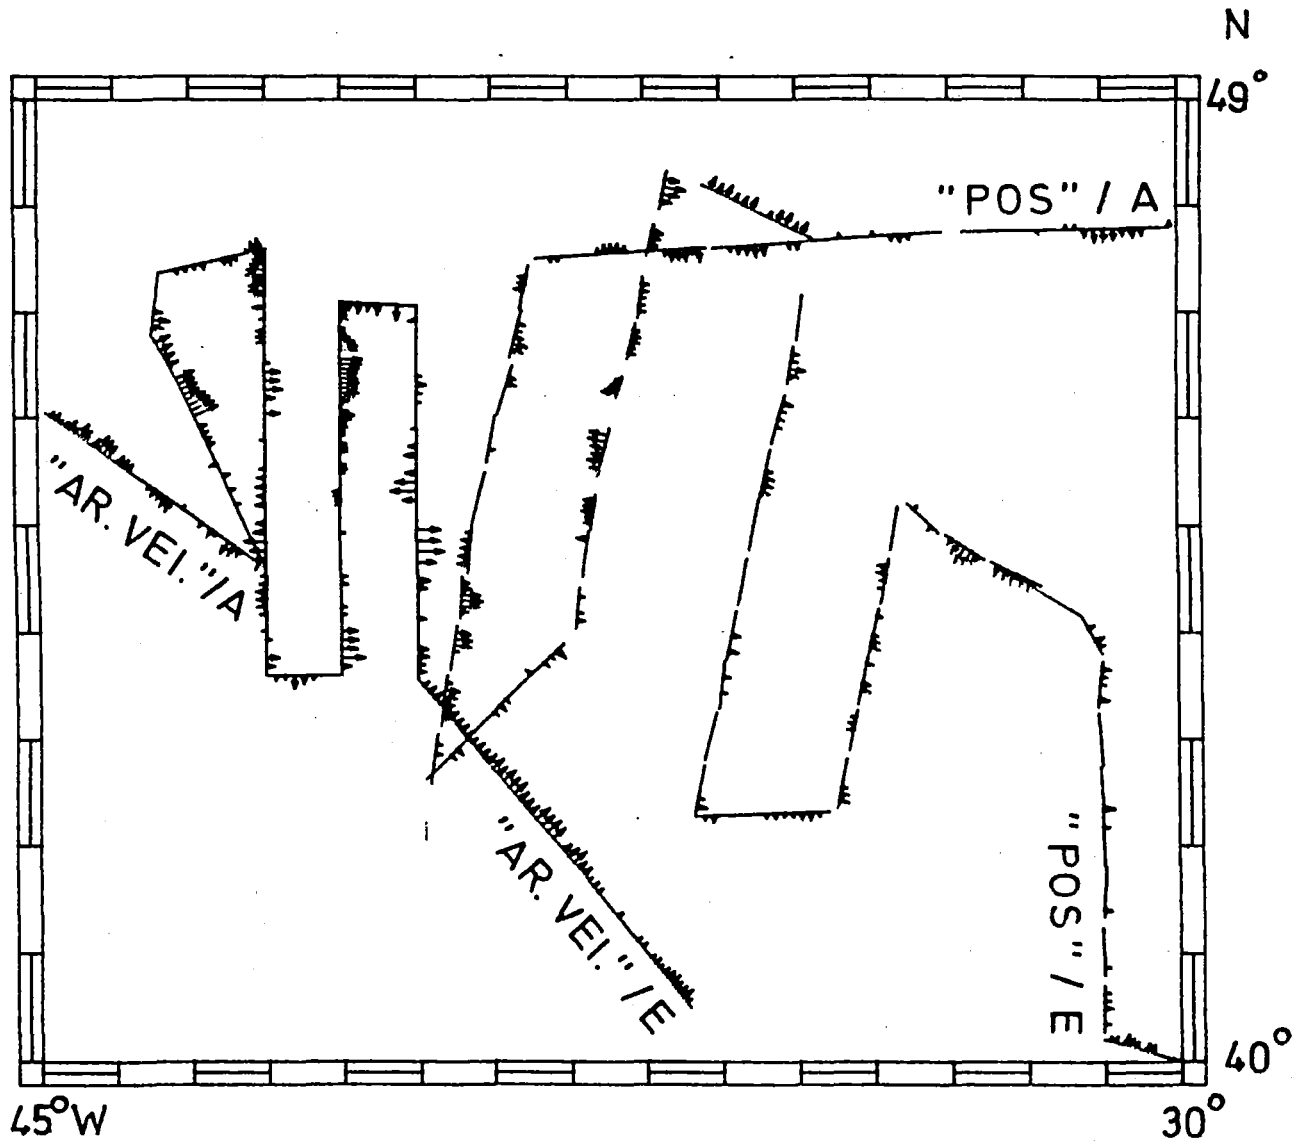 N
49°
"POS" / A
"AR. VEI."/A
"AR. VEI."/E
"POS" / E
40°
45°W
30°